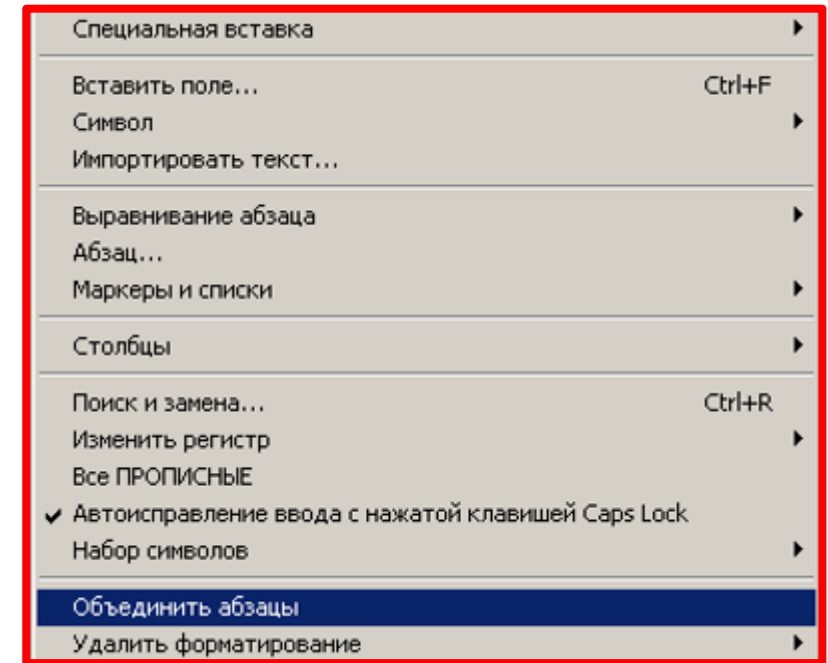 Специальная вставка
Вставить поле... Ctrl+F
Символ
Импортировать текст...
Выравнивание абзаца
Абзац...
Маркеры и списки
Столбцы
Поиск и замена... Ctrl+R
Изменить регистр
Все ПРОПИСНЫЕ
Автоисправление ввода с нажатой клавишей Caps Lock
Набор символов
Объединить абзацы
Удалить форматирование